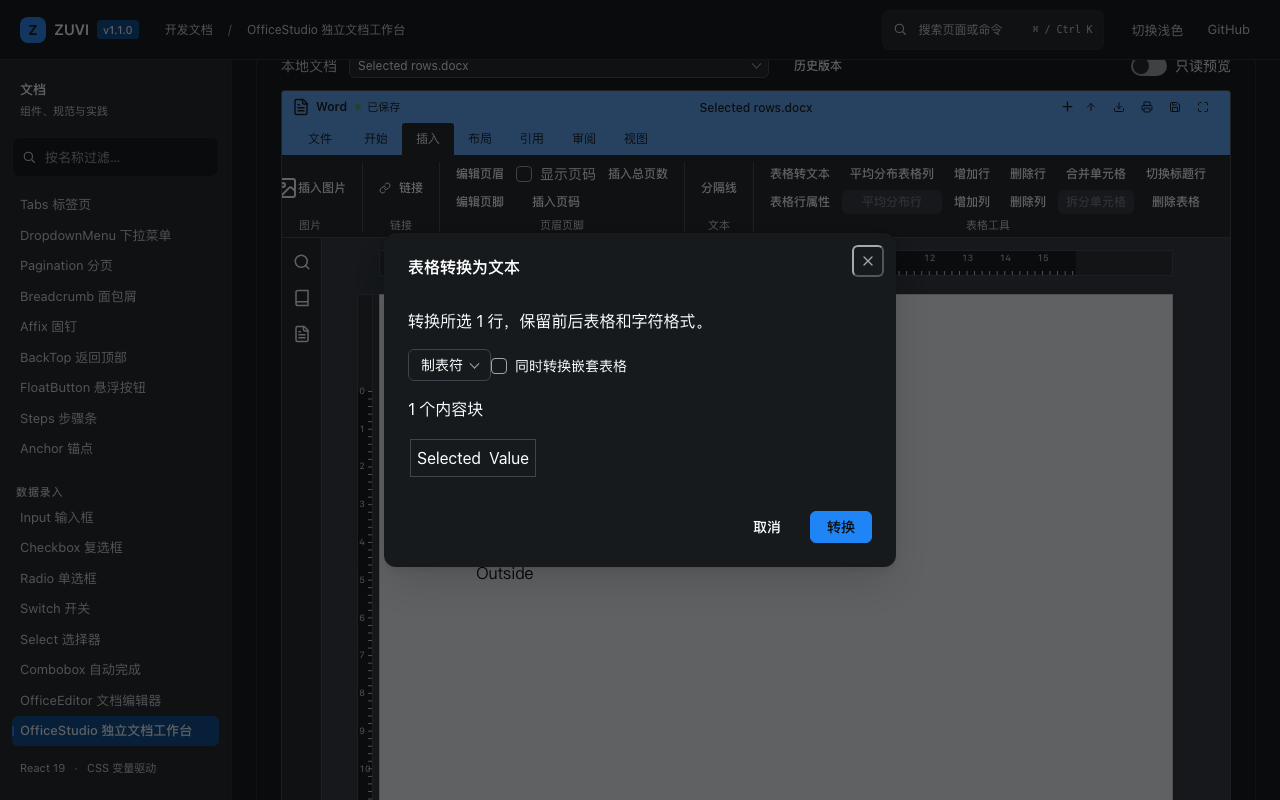 Z ZUVI v1.1.0 开发文档 / OfficeStudio 独立文档工作台 搜索页面或命令 ⌘ / Ctrl K 切换浅色 GitHub
文档
组件、规范与实践
按名称过滤...
Tabs 标签页
DropdownMenu 下拉菜单
Pagination 分页
Breadcrumb 面包屑
Affix 固钉
BackTop 返回顶部
FloatButton 悬浮按钮
Steps 步骤条
Anchor 锚点
数据录入
Input 输入框
Checkbox 复选框
Radio 单选框
Switch 开关
Select 选择器
Combobox 自动完成
OfficeEditor 文档编辑器
OfficeStudio 独立文档工作台
React 19 · CSS 变量驱动
本地文档 Selected rows.docx 历史版本 只读预览
Word 已保存 Selected rows.docx
文件 开始 插入 布局 引用 审阅 视图
插入图片 链接 编辑页眉 显示页码 插入总页数 分隔线 表格转文本 平均分布表格列 增加行 删除行 合并单元格 切换标题行
编辑页脚 插入页码 表格行属性 平均分布行 增加列 删除列 拆分单元格 删除表格
图片 链接 页眉页脚 文本 表格工具
12 13 14 15
0
1
2
3
4
5
6
7
8
9
10
表格转换为文本
转换所选 1 行，保留前后表格和字符格式。
制表符 同时转换嵌套表格
1 个内容块
Selected Value
取消 转换
Outside